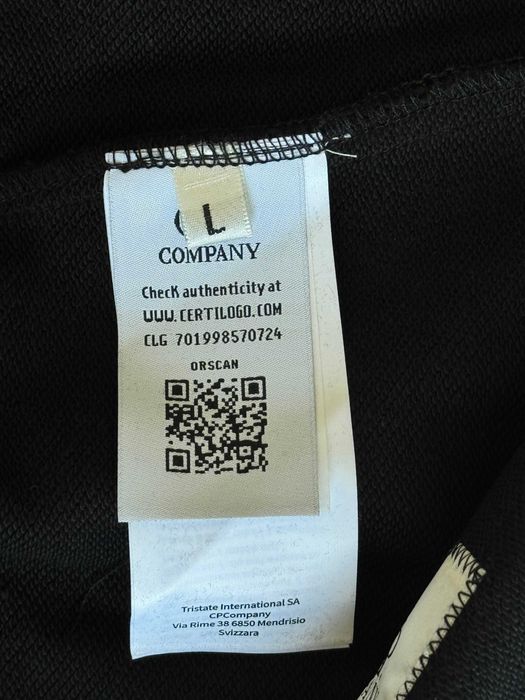 L
COMPANY
Check authenticity at
WWW.CERTILOGO.COM
CLG 701998570724
ORSCAN
Tristate International SA
CPCompany
Via Rime 38 6850 Mendrisio
Svizzara